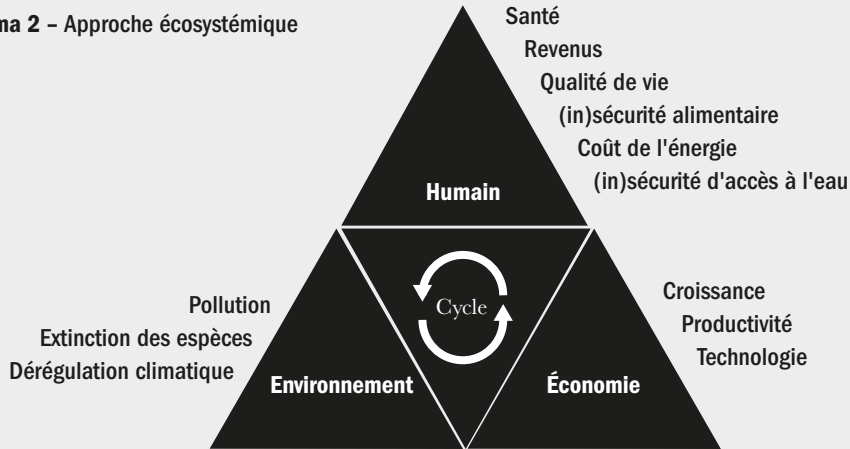 ma 2 – Approche écosystémique
Santé
Revenus
Qualité de vie
(in)sécurité alimentaire
Coût de l'énergie
(in)sécurité d'accès à l'eau
Humain
Pollution
Extinction des espèces
Dérégulation climatique
Environnement
Cycle
Croissance
Productivité
Technologie
Économie